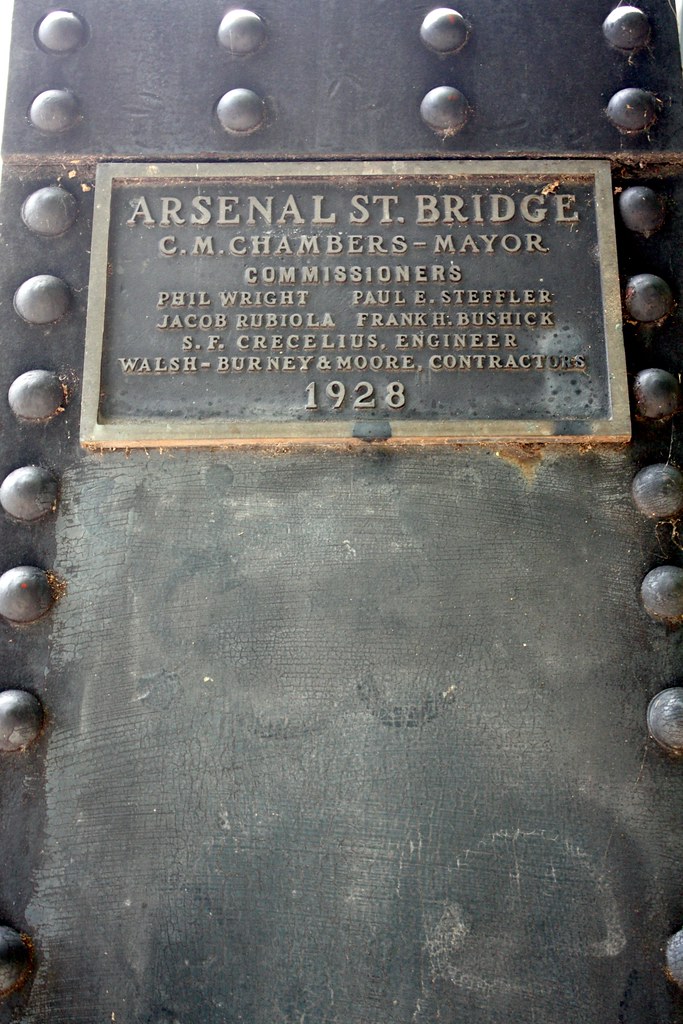 ARSENAL ST. BRIDGE
C. M. CHAMBERS - MAYOR
COMMISSIONERS
PHIL WRIGHT PAUL E. STEFFLER
JACOB RUBIOLA FRANK H. BUSHICK
S. F. CRECELIUS, ENGINEER
WALSH - BURNEY & MOORE, CONTRACTORS
1928